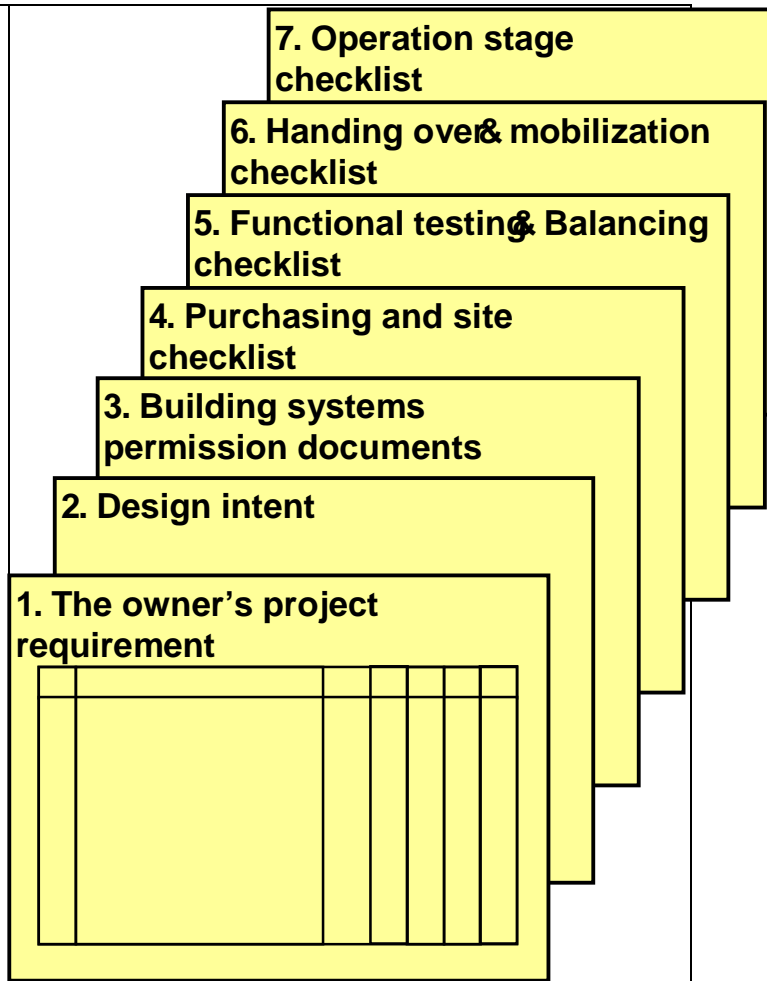 7. Operation stage
checklist
6. Handing over& mobilization
checklist
5. Functional testing& Balancing
checklist
4. Purchasing and site
checklist
3. Building systems
permission documents
2. Design intent
1. The owner’s project
requirement